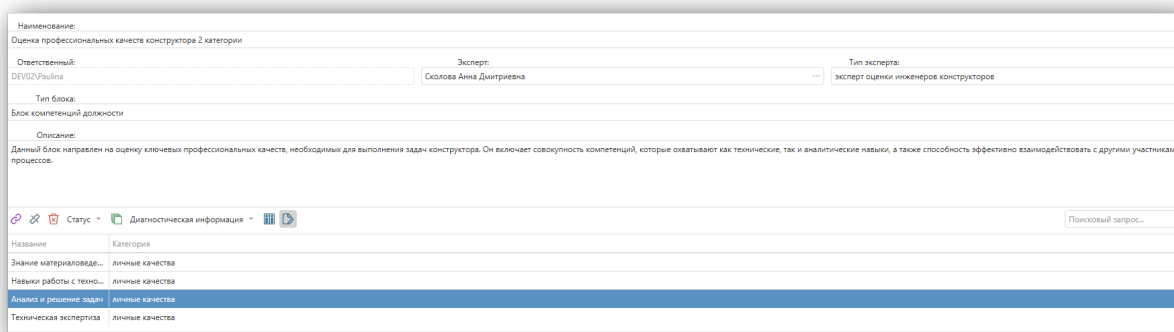 Наименование:
Оценка профессиональных качеств конструктора 2 категории
Ответственный: Эксперт: Тип эксперта:
DEV02\Paulina Сколова Анна Дмитриевна ... эксперт оценки инженеров конструкторов
Тип блока:
Блок компетенций должности
Описание:
Данный блок направлен на оценку ключевых профессиональных качеств, необходимых для выполнения задач конструктора. Он включает совокупность компетенций, которые охватывают как технические, так и аналитические навыки, а также способность эффективно взаимодействовать с другими участникам
процессов.
Статус Диагностическая информация Поисковый запрос...
Название Категория
Знание материаловеде... личные качества
Навыки работы с техно... личные качества
Анализ и решение задач личные качества
Техническая экспертиза личные качества